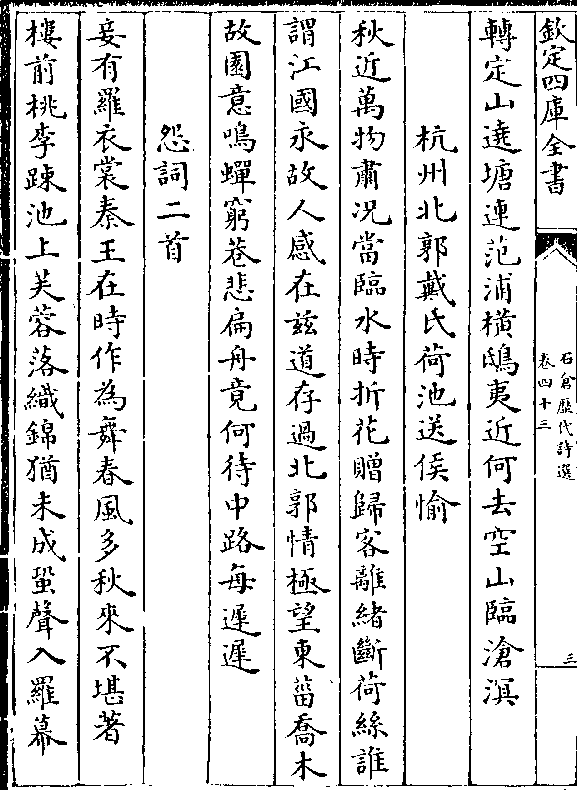 欽定四庫全書
石倉歷代詩選
卷四十三
三
轉定山遶塘連范浦橫鴟夷近何去空山臨滄溟
杭州北郭戴氏荷池送侯愉
秋近萬物肅况當臨水時折花贈歸客離緒斷荷絲誰
謂江國永故人感在兹道存過北郭情極望東菑喬木
故園意鳴蟬窮巷悲扁舟竟何待中路每遲遲
怨詞二首
妾有羅衣裳秦王在時作為舞春風多秋來不堪著
樓前桃李踈池上芙蓉落織錦猶未成蛩聲入羅幕